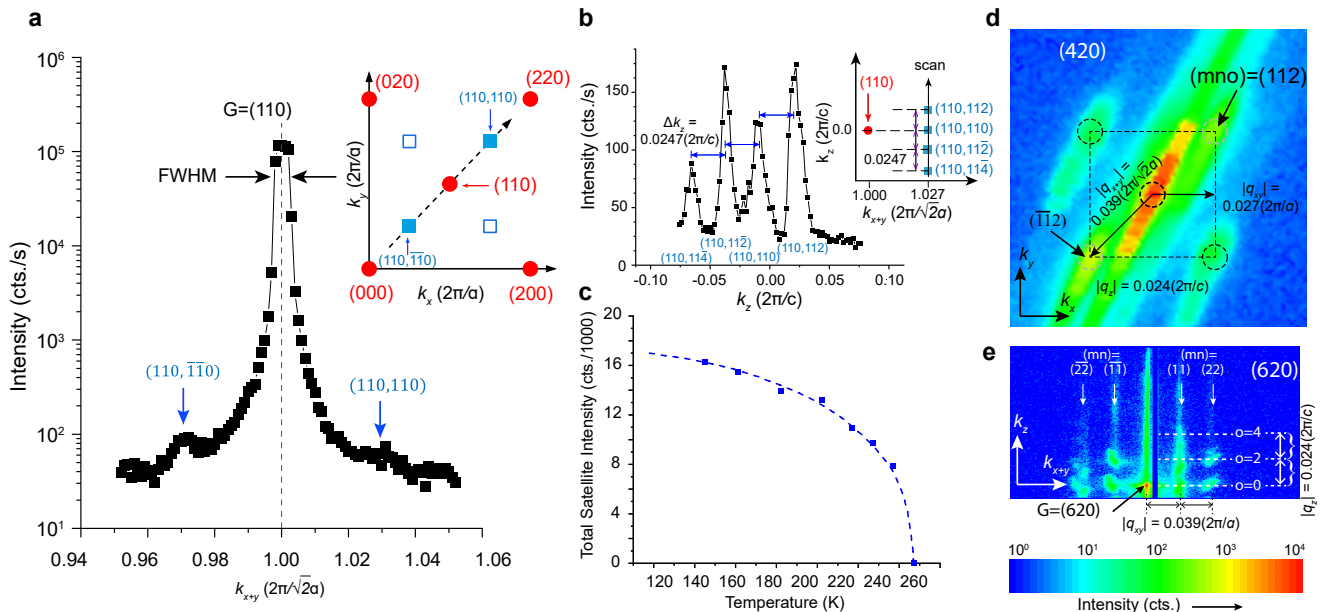 a
10⁶
10⁵
10⁴
10³
10²
10¹
Intensity (cts./s)
0.94
0.96
0.98
1.00
1.02
1.04
1.06
k_{x+y} (2π/√2a)
G=(110)
FWHM
(110,1̅1̅0)
(110,110)
(020)
(220)
(110,110)
(110)
(110,1̅1̅0)
(000)
(200)
k_y (2π/a)
k_x (2π/a)
b
Intensity (cts./s)
150
100
50
0
Δk_z =
0.0247(2π/c)
(110,112̅)
(110,112)
(110,114̅)
(110,110)
-0.10
-0.05
0.00
0.05
0.10
k_z (2π/c)
scan
(110)
(110,112)
0.0
(110,110)
(110,112̅)
0.0247
(110,114̅)
k_z (2π/c)
1.000
1.027
k_{x+y} (2π/√2a)
c
Total Satellite Intensity (cts./1000)
20
18
16
14
12
10
8
6
4
2
0
120
140
160
180
200
220
240
260
Temperature (K)
d
(420)
(mno)=(112)
|q_{x+y}| =
0.039(2π/√2a)
|q_{xy}| =
0.027(2π/a)
(1̅1̅2)
k_y
|q_z| = 0.024(2π/c)
k_x
e
(mn)=
(mn)=
(620)
(2̅2̅)
(1̅1̅)
(11)
(22)
k_z
o=4
k_{x+y}
o=2
o=0
|q_z| = 0.024(2π/c)
G=(620)
|q_{xy}| = 0.039(2π/a)
10⁰
10¹
10²
10³
10⁴
Intensity (cts.)